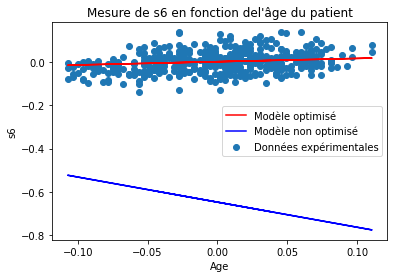 Mesure de s6 en fonction del'âge du patient
0.0
−0.2
−0.4
−0.6
−0.8
s6
Modèle optimisé
Modèle non optimisé
Données expérimentales
−0.10
−0.05
0.00
0.05
0.10
Age